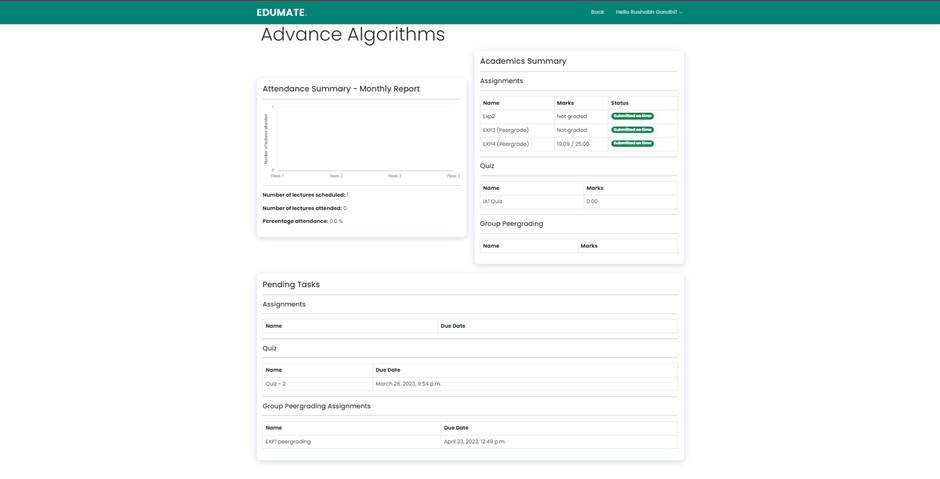 EDUMATE.
Back Hello Rushabh Gandhi!
Advance Algorithms
Attendance Summary - Monthly Report
1
Number of lectures attended
0
Week 1 Week 2 Week 3 Week 4
Number of lectures scheduled: 1
Number of lectures attended: 0
Percentage attendance: 0.0 %
Academics Summary
Assignments
Name Marks Status
Exp2 Not graded Submitted on time
EXP3 (Peergrade) Not graded Submitted on time
EXP4 (Peergrade) 19.09 / 25.00 Submitted on time
Quiz
Name Marks
IA1 Quiz 0.00
Group Peergrading
Name Marks
Pending Tasks
Assignments
Name Due Date
Quiz
Name Due Date
Quiz - 2 March 26, 2023, 9:54 p.m.
Group Peergrading Assignments
Name Due Date
EXP1 peergrading April 23, 2023, 12:49 p.m.